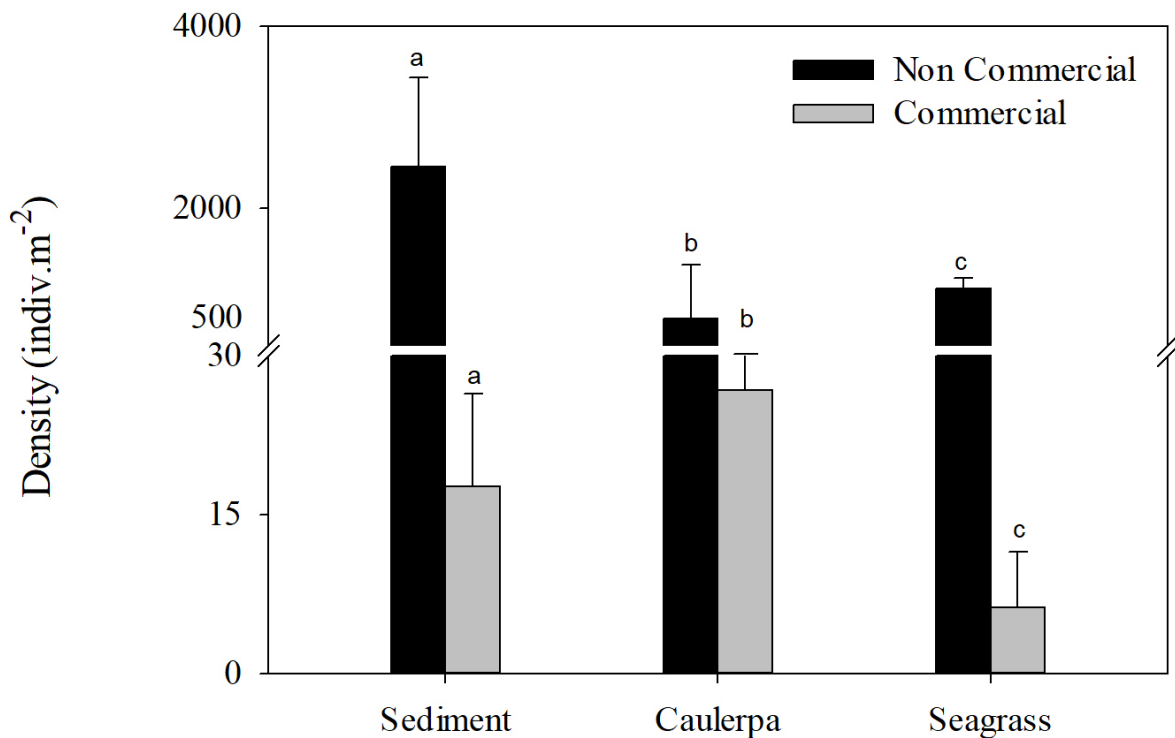 4000
a
Non Commercial
Commercial
2000
b
c
500
30
b
a
15
c
0
Density (indiv.m-2)
Sediment
Caulerpa
Seagrass